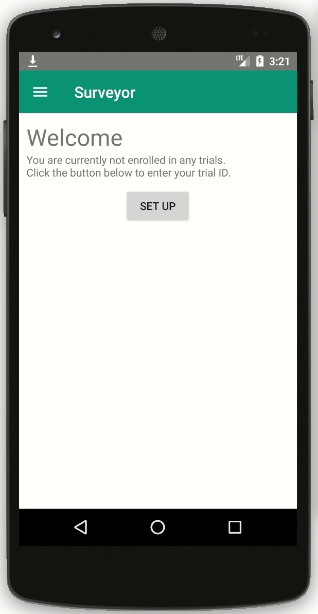 LTE 3:21
Surveyor
Welcome
You are currently not enrolled in any trials.
Click the button below to enter your trial ID.
SET UP